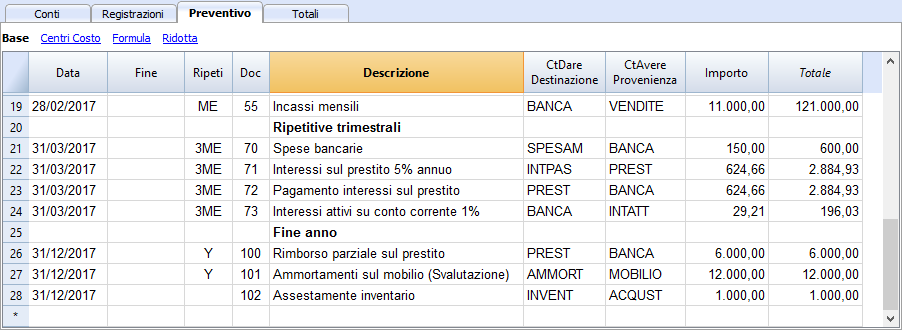 Conti Registrazioni Preventivo Totali
Base Centri Costo Formula Ridotta
Data Fine Ripeti Doc Descrizione CtDare Destinazione CtAvere Provenienza Importo Totale
19 28/02/2017 ME 55 Incassi mensili BANCA VENDITE 11.000,00 121.000,00
20 Ripetitive trimestrali
21 31/03/2017 3ME 70 Spese bancarie SPESAM BANCA 150,00 600,00
22 31/03/2017 3ME 71 Interessi sul prestito 5% annuo INTPAS PREST 624,66 2.884,93
23 31/03/2017 3ME 72 Pagamento interessi sul prestito PREST BANCA 624,66 2.884,93
24 31/03/2017 3ME 73 Interessi attivi su conto corrente 1% BANCA INTATT 29,21 196,03
25 Fine anno
26 31/12/2017 Y 100 Rimborso parziale sul prestito PREST BANCA 6.000,00 6.000,00
27 31/12/2017 Y 101 Ammortamenti sul mobilio (Svalutazione) AMMORT MOBILIO 12.000,00 12.000,00
28 31/12/2017 102 Assestamente inventario INVENT ACQUST 1.000,00 1.000,00
*